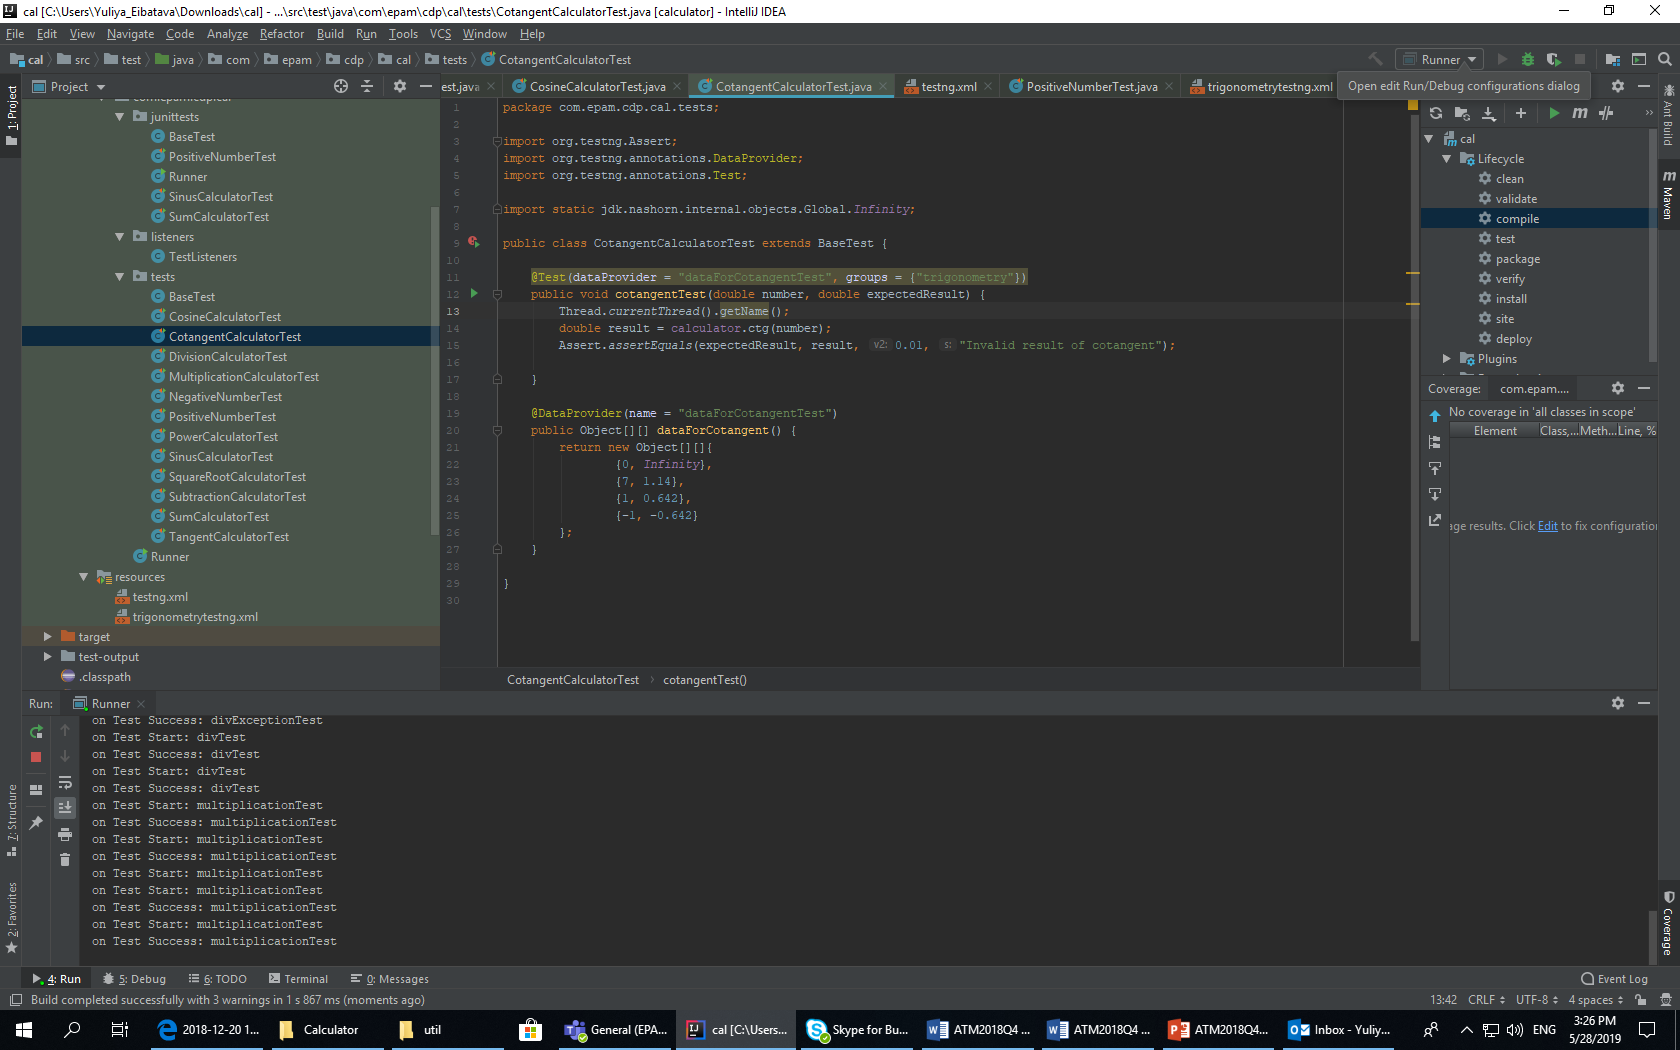 cal [C:\Users\Yuliya_Eibatava\Downloads\cal] - ...\src\test\java\com\epam\cdp\cal\tests\CotangentCalculatorTest.java [calculator] - IntelliJ IDEA
File Edit View Navigate Code Analyze Refactor Build Run Tools VCS Window Help
cal src test java com epam cdp cal tests CotangentCalculatorTest
Runner
Open edit Run/Debug configurations dialog
1: Project
Project
est.java CosineCalculatorTest.java CotangentCalculatorTest.java testng.xml PositiveNumberTest.java trigonometrytestng.xml
junittests
BaseTest
PositiveNumberTest
Runner
SinusCalculatorTest
SumCalculatorTest
listeners
TestListeners
tests
BaseTest
CosineCalculatorTest
CotangentCalculatorTest
DivisionCalculatorTest
MultiplicationCalculatorTest
NegativeNumberTest
PositiveNumberTest
PowerCalculatorTest
SinusCalculatorTest
SquareRootCalculatorTest
SubtractionCalculatorTest
SumCalculatorTest
TangentCalculatorTest
Runner
resources
testng.xml
trigonometrytestng.xml
target
test-output
.classpath
1 package com.epam.cdp.cal.tests;
2
3 import org.testng.Assert;
4 import org.testng.annotations.DataProvider;
5 import org.testng.annotations.Test;
6
7 import static jdk.nashorn.internal.objects.Global.Infinity;
8
9 public class CotangentCalculatorTest extends BaseTest {
10
11 @Test(dataProvider = "dataForCotangentTest", groups = {"trigonometry"})
12 public void cotangentTest(double number, double expectedResult) {
13 Thread.currentThread().getName();
14 double result = calculator.ctg(number);
15 Assert.assertEquals(expectedResult, result, v2: 0.01, s: "Invalid result of cotangent");
16
17 }
18
19 @DataProvider(name = "dataForCotangentTest")
20 public Object[][] dataForCotangent() {
21 return new Object[][]{
22 {0, Infinity},
23 {7, 1.14},
24 {1, 0.642},
25 {-1, -0.642}
26 };
27 }
28
29 }
30
CotangentCalculatorTest cotangentTest()
cal
Lifecycle
clean
validate
compile
test
package
verify
install
site
deploy
Plugins
Coverage: com.epam....
No coverage in 'all classes in scope'
Element Class,... Meth... Line, %
age results. Click Edit to fix configuration
Ant Build
Maven
Coverage
Run: Runner
on Test Success: divExceptionTest
on Test Start: divTest
on Test Success: divTest
on Test Start: divTest
on Test Success: divTest
on Test Start: multiplicationTest
on Test Success: multiplicationTest
on Test Start: multiplicationTest
on Test Success: multiplicationTest
on Test Start: multiplicationTest
on Test Start: multiplicationTest
on Test Success: multiplicationTest
on Test Start: multiplicationTest
on Test Success: multiplicationTest
7: Structure
2: Favorites
4: Run 5: Debug 6: TODO Terminal 0: Messages Event Log
Build completed successfully with 3 warnings in 1 s 867 ms (moments ago) 13:42 CRLF UTF-8 4 spaces
2018-12-20 1... Calculator util General (EPA... cal [C:\Users... Skype for Bu... ATM2018Q4 ... ATM2018Q4 ... ATM2018Q4... Inbox - Yuliy... ENG 3:26 PM
5/28/2019